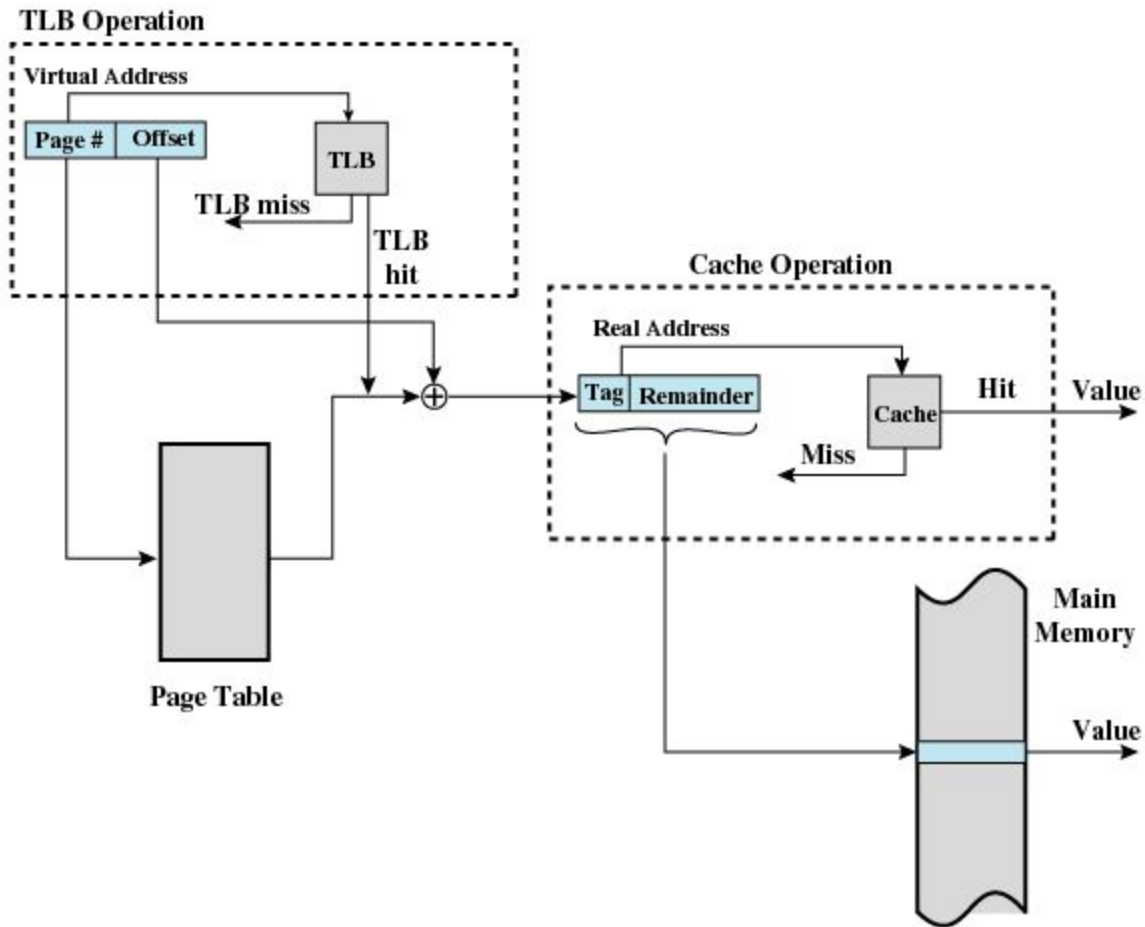 TLB Operation
Virtual Address
Page #
Offset
TLB
TLB miss
TLB
hit
Cache Operation
Real Address
Tag
Remainder
Cache
Hit
Value
Miss
Page Table
Main
Memory
Value